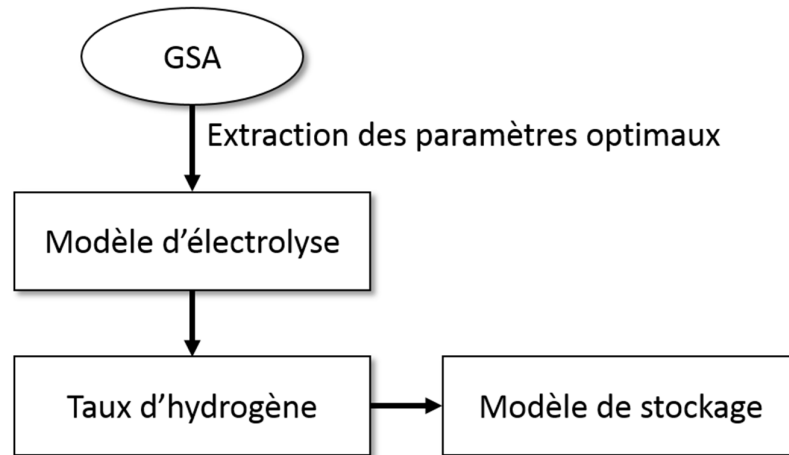 GSA
Extraction des paramètres optimaux
Modèle d’électrolyse
Taux d’hydrogène
Modèle de stockage